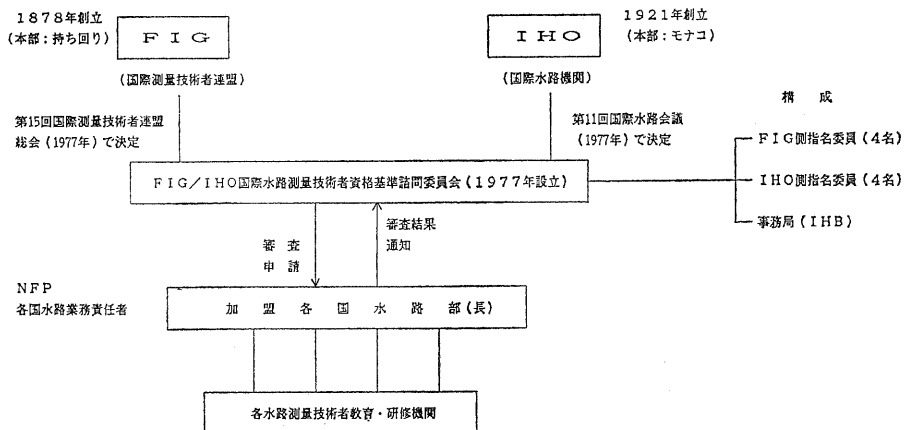 1878年創立
(本部:持ち回り)
FIG
(国際測量技術者連盟)
第15回国際測量技術者連盟
総会(1977年)で決定
IHO
1921年創立
(本部:モナコ)
(国際水路機関)
第11回国際水路会議
(1977年)で決定
構成
FIG側指名委員(4名)
IHO側指名委員(4名)
事務局(IHB)
FIG/IHO国際水路測量技術者資格基準諮問委員会(1977年設立)
審査
申請
審査結果
通知
NFP
各国水路業務責任者
加盟各国水路部(長)
各水路測量技術者教育・研修機関